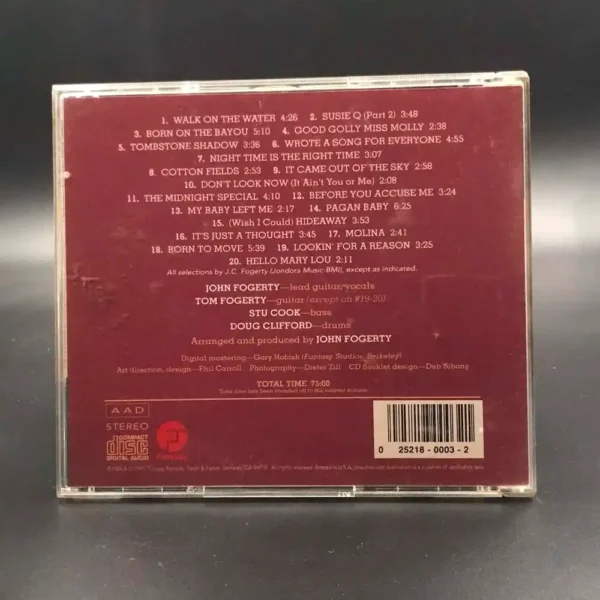 1. WALK ON THE WATER 4:26 2. SUSIE Q (Part 2) 3:48
3. BORN ON THE BAYOU 5:10 4. GOOD GOLLY MISS MOLLY 2:38
5. TOMBSTONE SHADOW 3:36 6. WROTE A SONG FOR EVERYONE 4:55
7. NIGHT TIME IS THE RIGHT TIME 3:07
8. COTTON FIELDS 2:53 9. IT CAME OUT OF THE SKY 2:58
10. DON'T LOOK NOW (It Ain't You or Me) 2:08
11. THE MIDNIGHT SPECIAL 4:10 12. BEFORE YOU ACCUSE ME 3:24
13. MY BABY LEFT ME 2:17 14. PAGAN BABY 6:25
15. (Wish I Could) HIDEAWAY 3:53
16. IT'S JUST A THOUGHT 3:45 17. MOLINA 2:41
18. BORN TO MOVE 5:39 19. LOOKIN' FOR A REASON 3:25
20. HELLO MARY LOU 2:11
All selections by J.C. Fogerty (Jondora Music-BMI), except as indicated.
JOHN FOGERTY—lead guitar, vocals
TOM FOGERTY—guitar (except on #19-20)
STU COOK—bass
DOUG CLIFFORD—drums
Arranged and produced by JOHN FOGERTY
Digital mastering—Gary Hobish (Fantasy Studios, Berkeley)
Art direction, design—Phil Carroll Photography—Dieter Zill CD Booklet design—Deb Sibony
TOTAL TIME 73:00
AAD
STEREO
COMPACT
disc
DIGITAL AUDIO
0 25218-0003-2